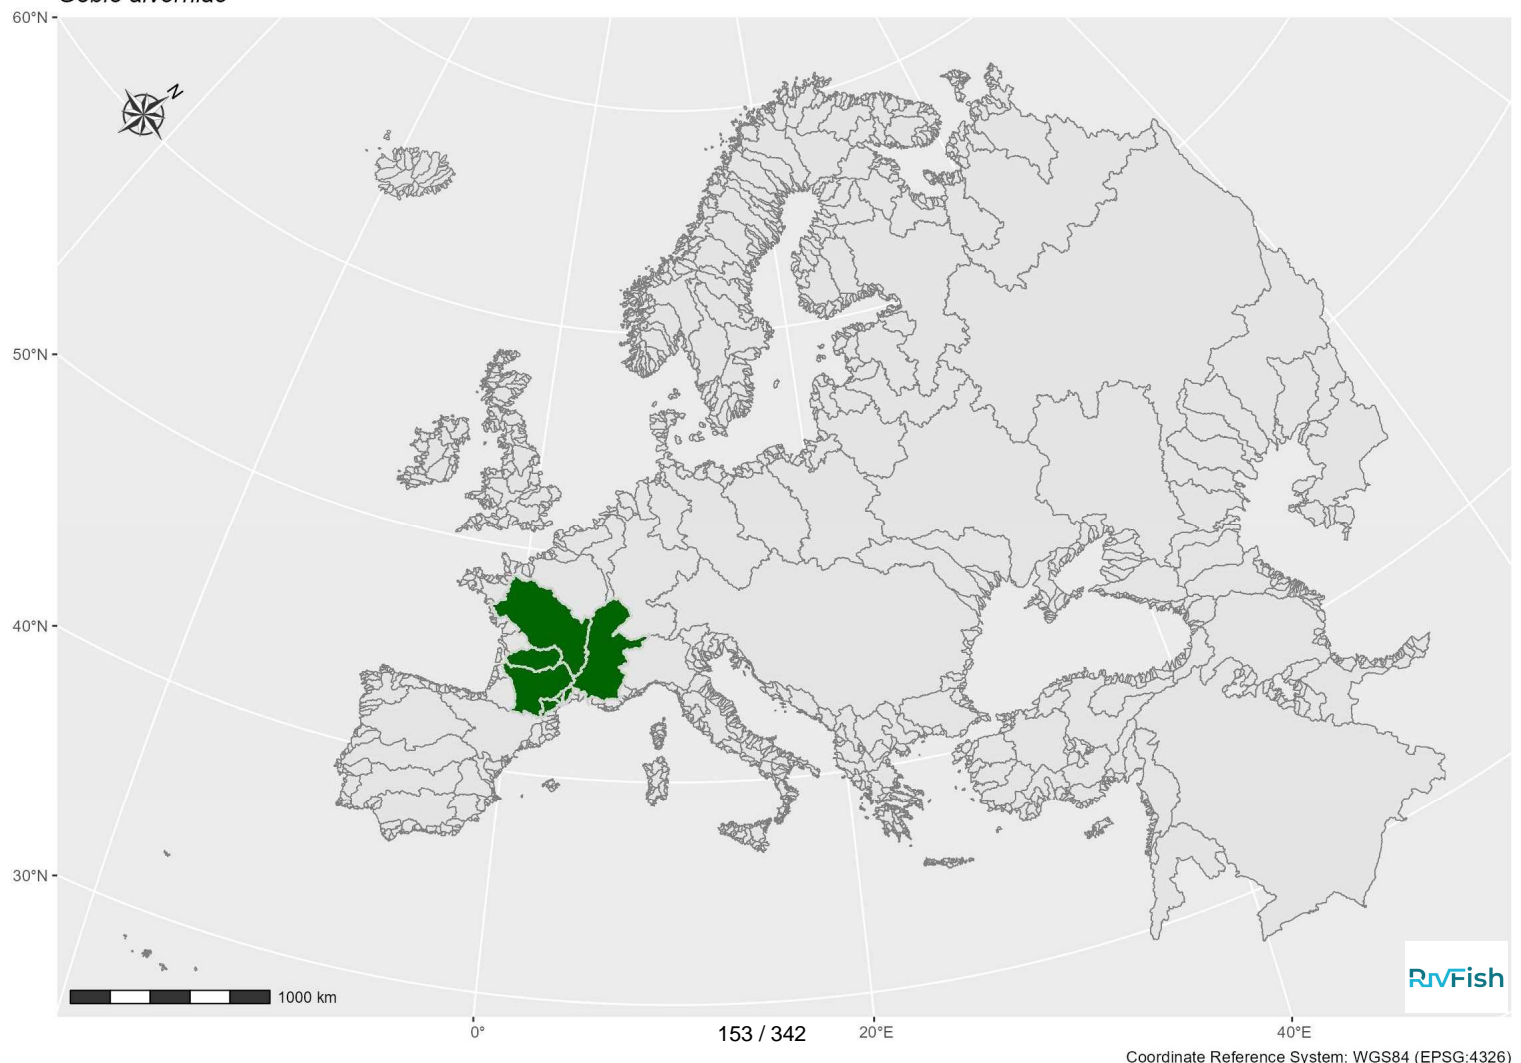 Gobio alverniae
60°N
N
50°N
40°N
30°N
1000 km
RivFish
0°
153 / 342
20°E
40°E
Coordinate Reference System: WGS84 (EPSG:4326)